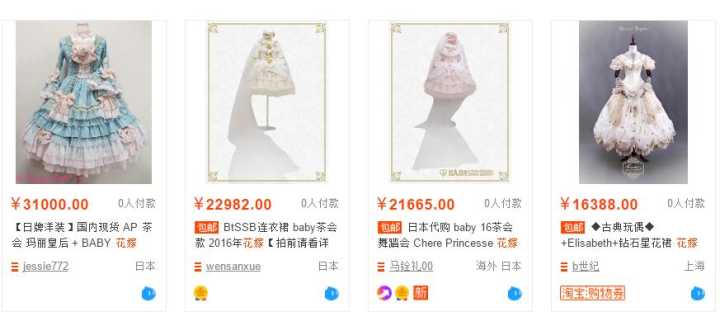 ¥31000.00 0人付款
【日牌洋装】国内现货 AP 茶
会 玛丽皇后 + BABY 花嫁
jessie772 日本
¥22982.00 0人付款
包邮 BtSSB连衣裙 baby茶会
款 2016年花嫁【拍前请看详
wensanxue 日本
¥21665.00 0人付款
包邮 日本代购 baby 16茶会
舞蹈会 Chere Princesse 花嫁
马铨礼00 海外 日本
新
¥16388.00 0人付款
包邮 ◆古典玩偶◆
+Elisabeth+钻石星花裙 花嫁
b世纪 上海
淘宝购物券